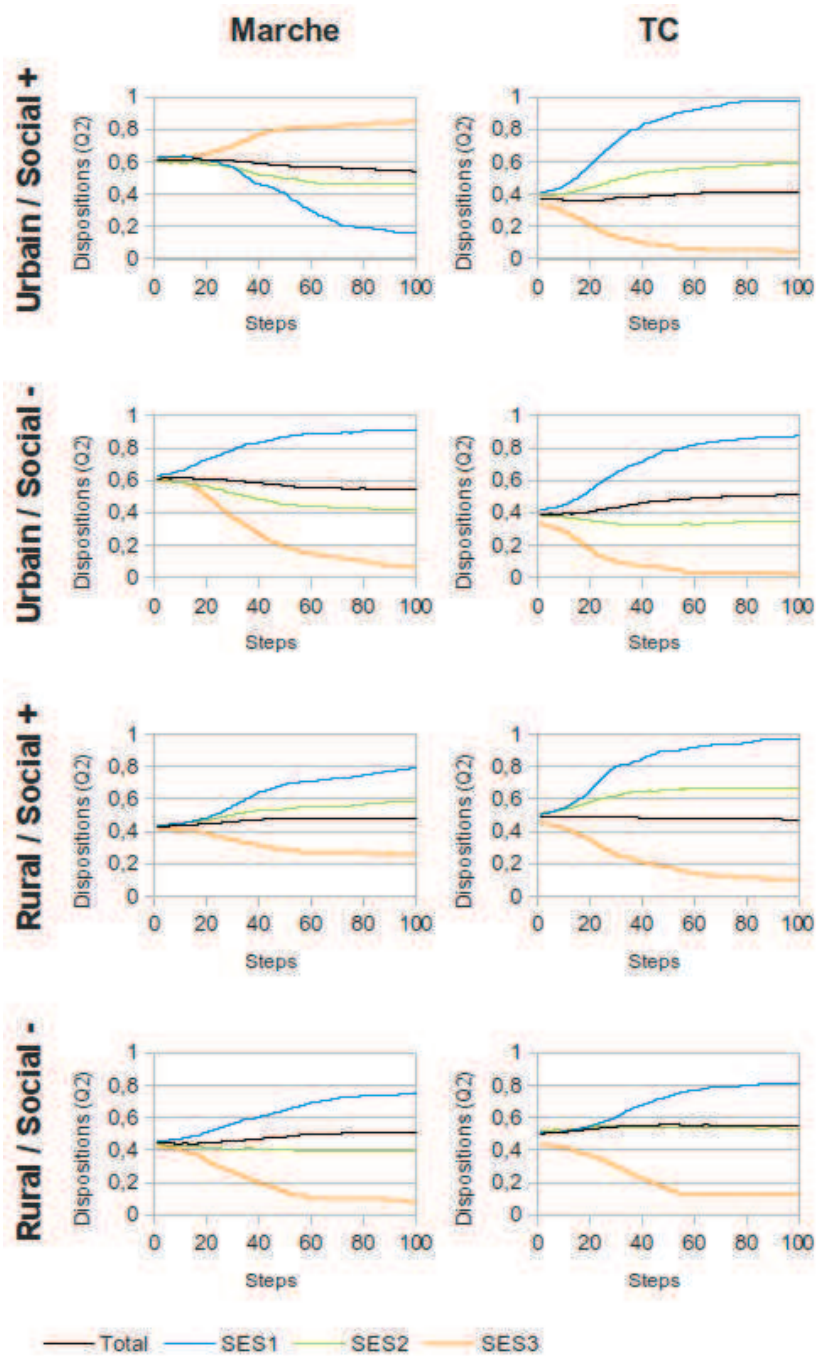 Marche
TC
Urbain / Social +
Dispositions (Q2)
1
0,8
0,6
0,4
0,2
0
0 20 40 60 80 100
Steps
Dispositions (Q2)
1
0,8
0,6
0,4
0,2
0
0 20 40 60 80 100
Steps
Urbain / Social -
Dispositions (Q2)
1
0,8
0,6
0,4
0,2
0
0 20 40 60 80 100
Steps
Dispositions (Q2)
1
0,8
0,6
0,4
0,2
0
0 20 40 60 80 100
Steps
Rural / Social +
Dispositions (Q2)
1
0,8
0,6
0,4
0,2
0
0 20 40 60 80 100
Steps
Dispositions (Q2)
1
0,8
0,6
0,4
0,2
0
0 20 40 60 80 100
Steps
Rural / Social -
Dispositions (Q2)
1
0,8
0,6
0,4
0,2
0
0 20 40 60 80 100
Steps
Dispositions (Q2)
1
0,8
0,6
0,4
0,2
0
0 20 40 60 80 100
Steps
Total SES1 SES2 SES3